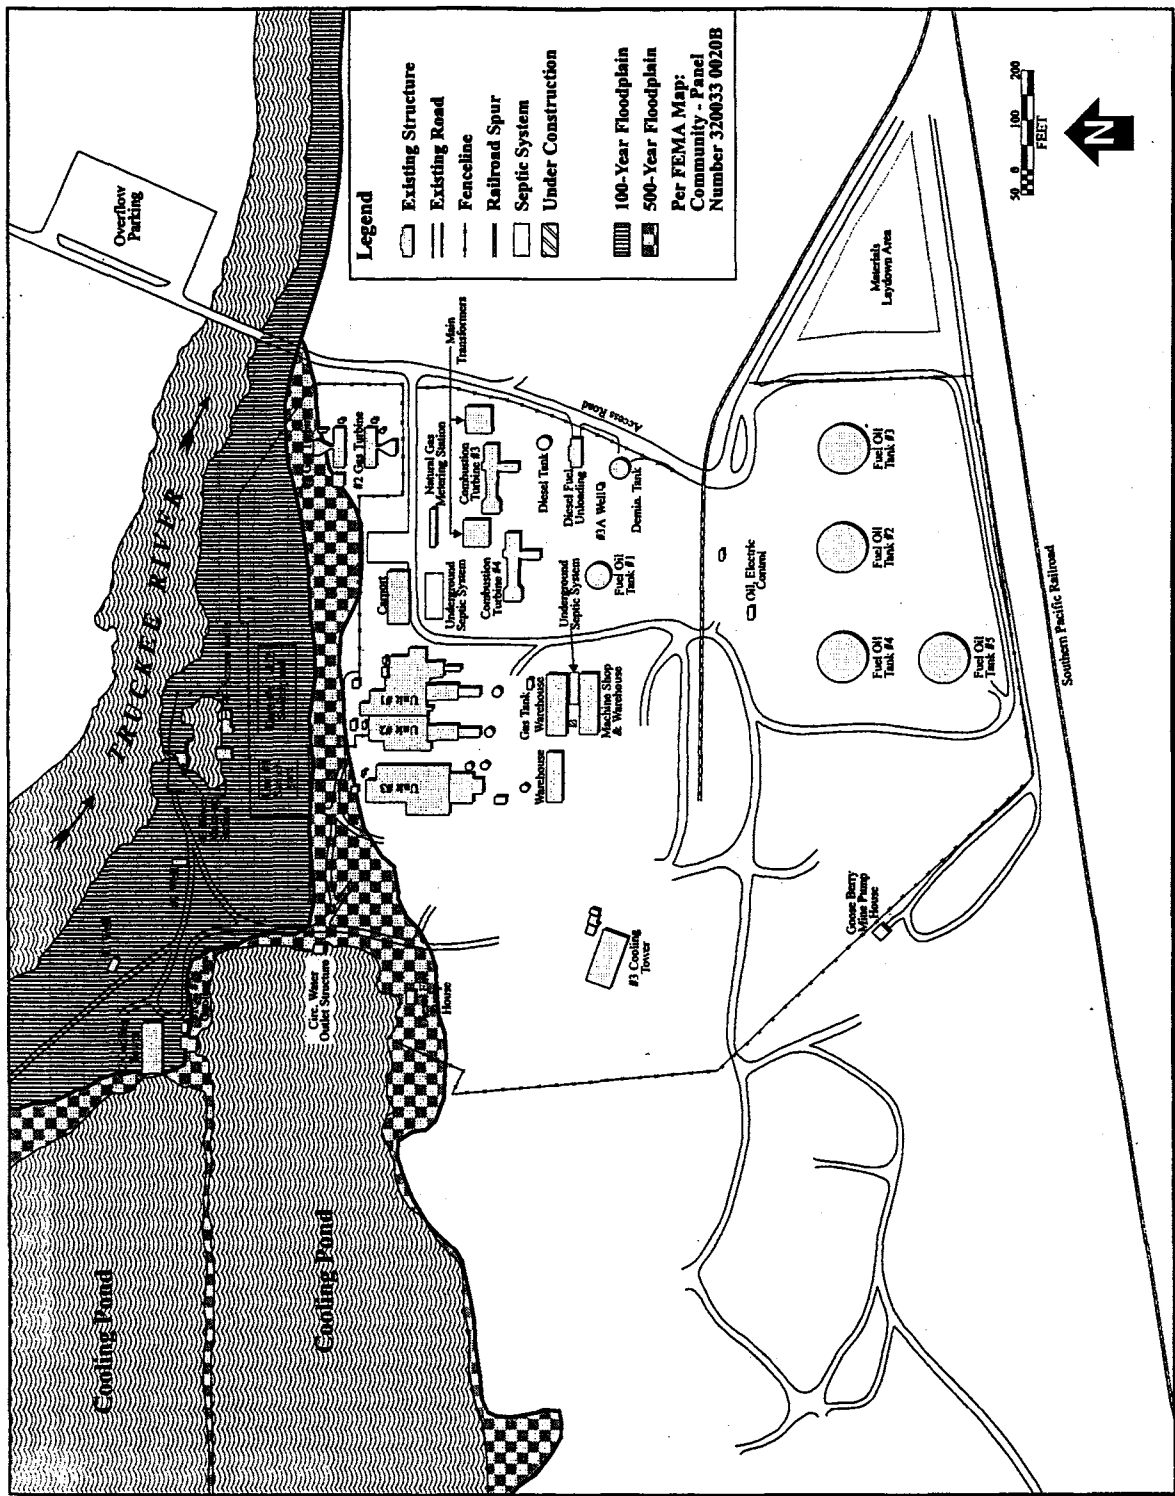 Cooling Pond
Cooling Pond
TRUCKEE RIVER
Overflow
Parking
Legend
Existing Structure
Existing Road
Fenceline
Railroad Spur
Septic System
Under Construction
100-Year Floodplain
500-Year Floodplain
Per FEMA Map:
Community - Panel
Number 320033 0020B
Circ. Water
Outlet Structure
House
Unit #3
Unit #2
Unit #1
Carport
#2 Gas Turbine
Natural Gas
Metering Station
Main
Transformers
Underground
Septic System
Combustion
Turbine #4
Combustion
Turbine #3
Gas Tank
Warehouse
Warehouse
Underground
Septic System
Machine Shop
& Warehouse
Fuel Oil
Tank #1
Diesel Tank
Diesel Fuel
Unloading
#3A Well
Demin. Tank
Access Road
#3 Cooling
Tower
Oil, Electric
Control
Goose Berry
Mine Pump
House
Fuel Oil
Tank #4
Fuel Oil
Tank #2
Fuel Oil
Tank #3
Fuel Oil
Tank #5
Materials
Laydown Area
Southern Pacific Railroad
50 0 100 200
FEET
N